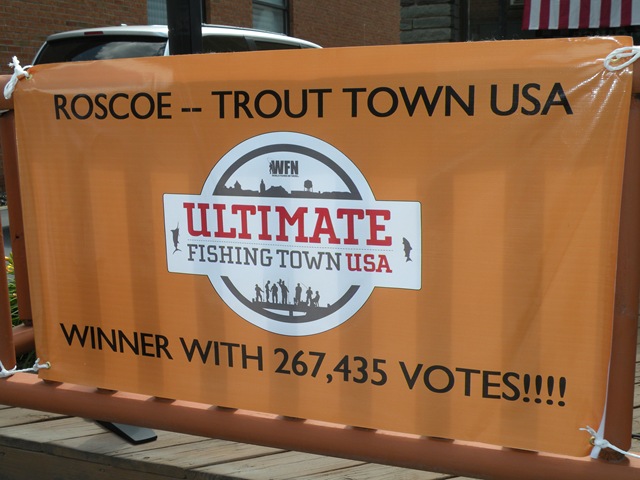 ROSCOE -- TROUT TOWN USA
WFN
ULTIMATE
FISHING TOWN USA
WINNER WITH 267,435 VOTES!!!!